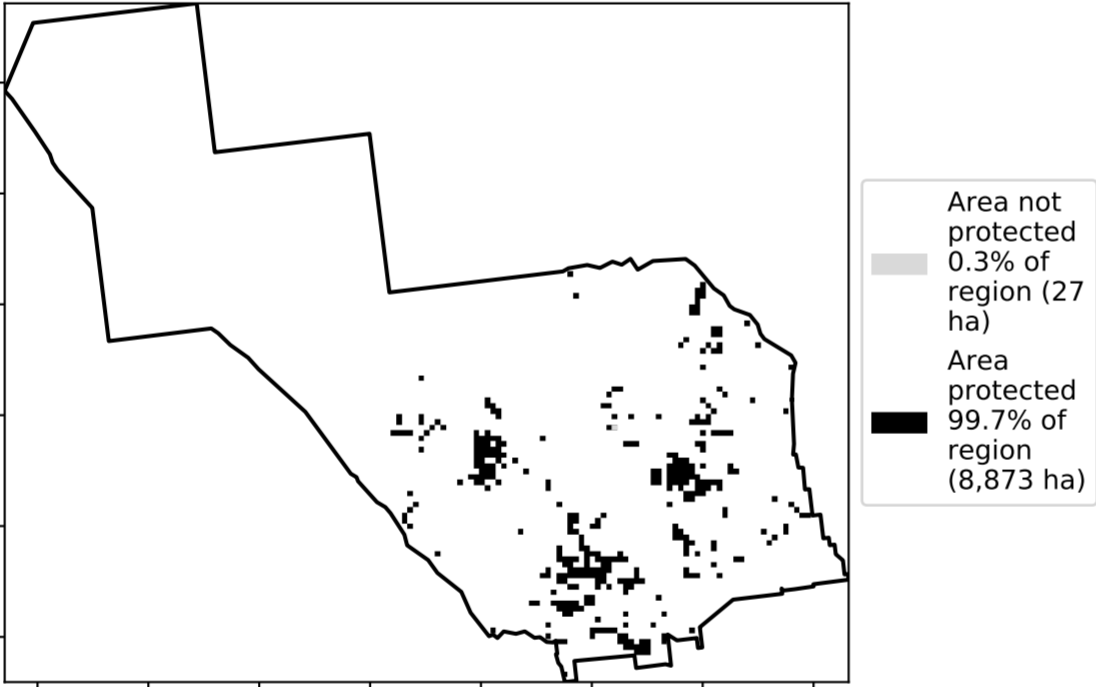 Area not
protected
0.3% of
region (27
ha)
Area
protected
99.7% of
region
(8,873 ha)